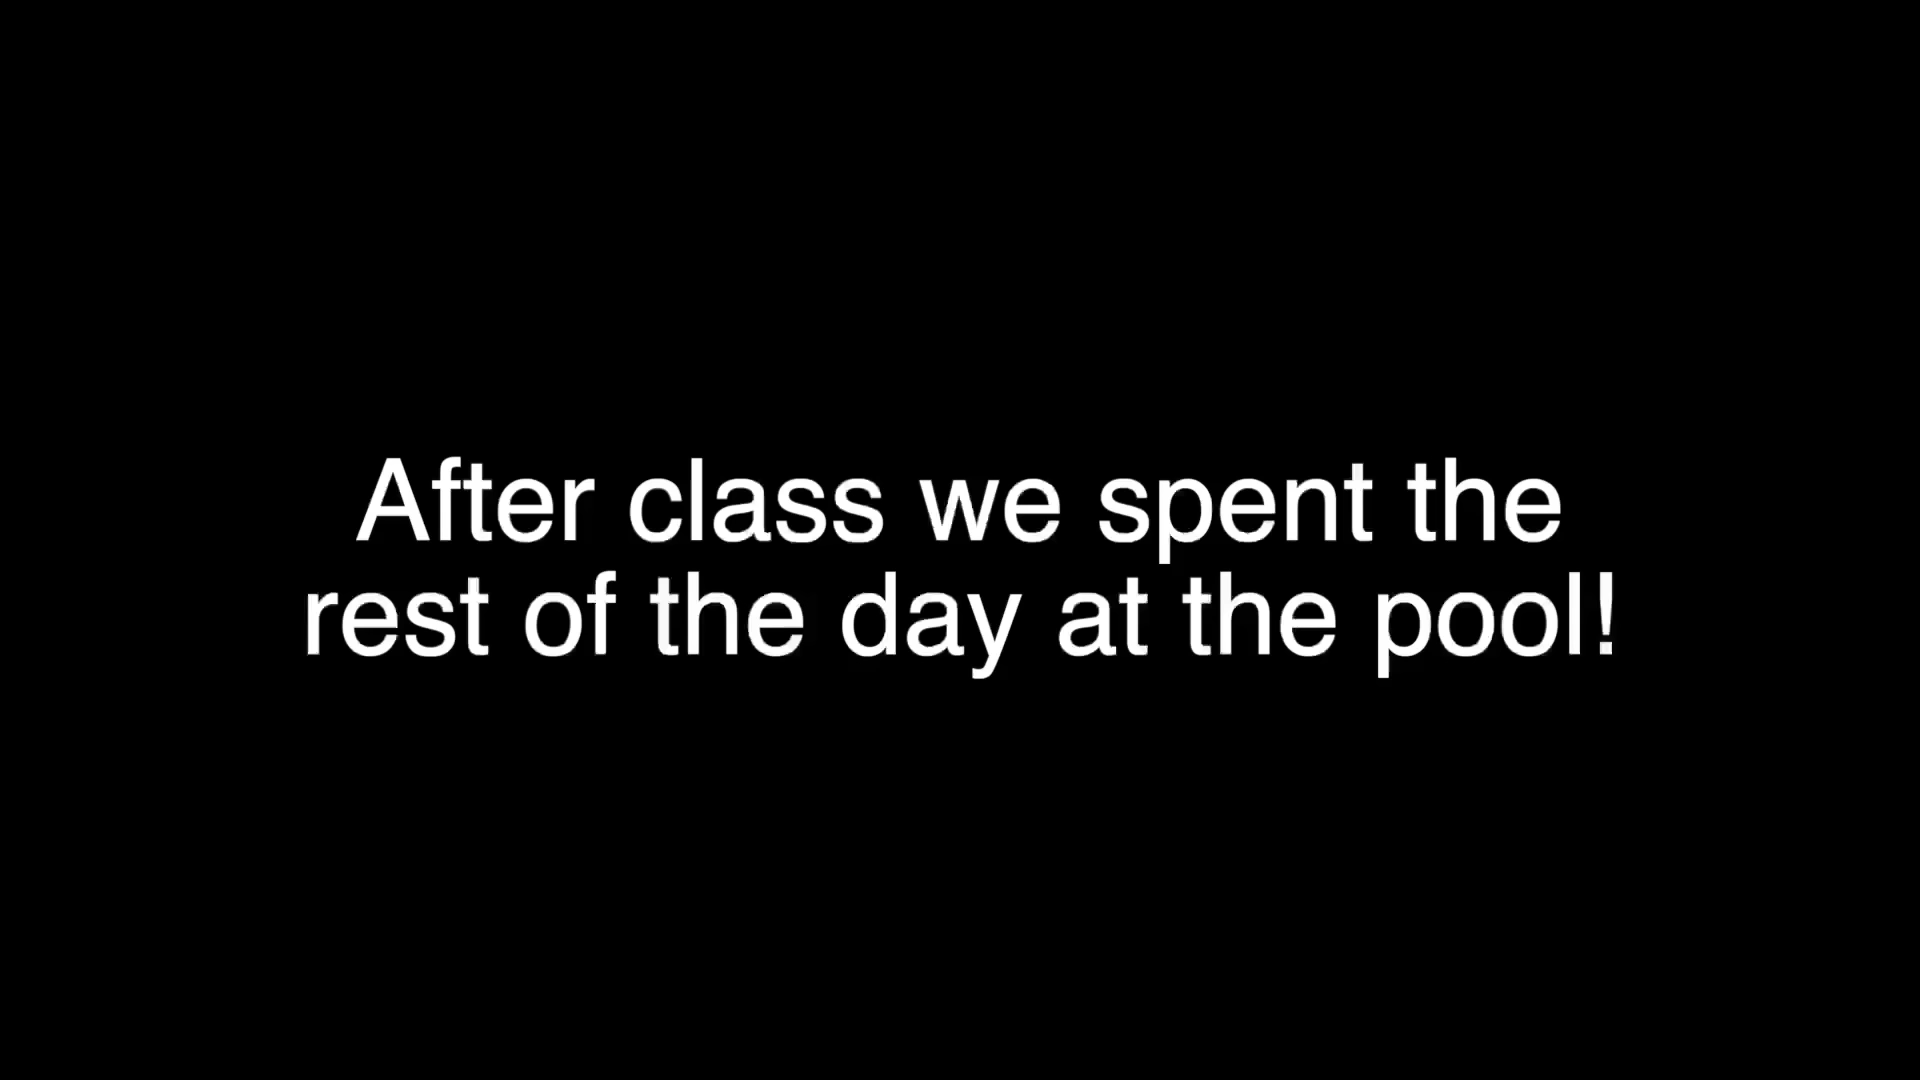 After class we spent the
rest of the day at the pool!